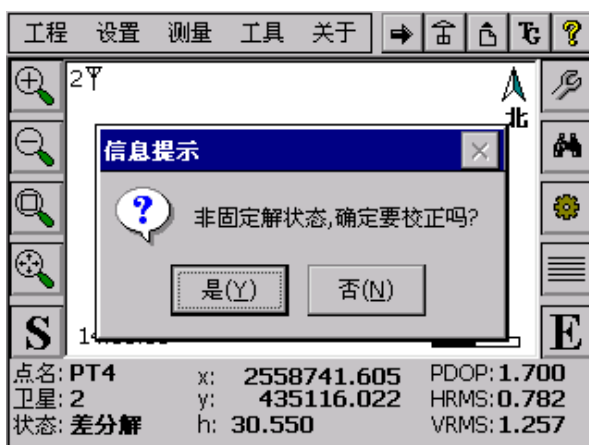 工程 设置 测量 工具 关于
2
北
信息提示
非固定解状态,确定要校正吗?
是(Y) 否(N)
S E
点名: PT4 x: 2558741.605 PDOP: 1.700
卫星: 2 y: 435116.022 HRMS: 0.782
状态: 差分解 h: 30.550 VRMS: 1.257